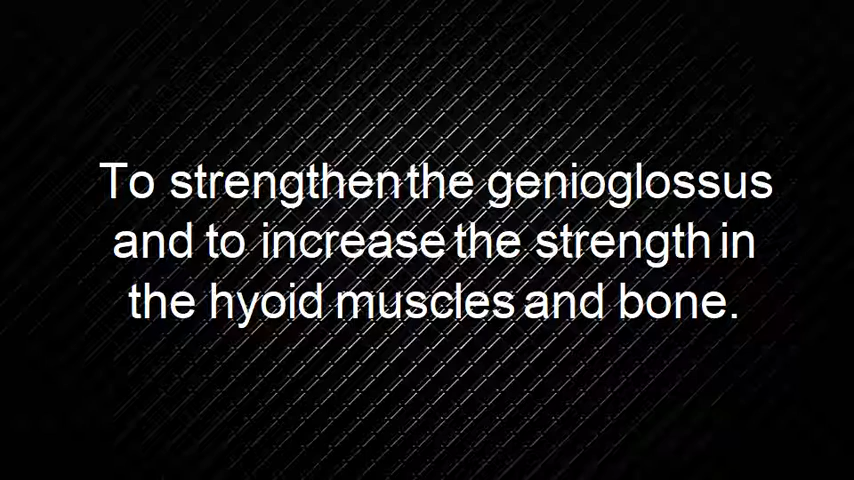 To strengthen the genioglossus
and to increase the strength in
the hyoid muscles and bone.